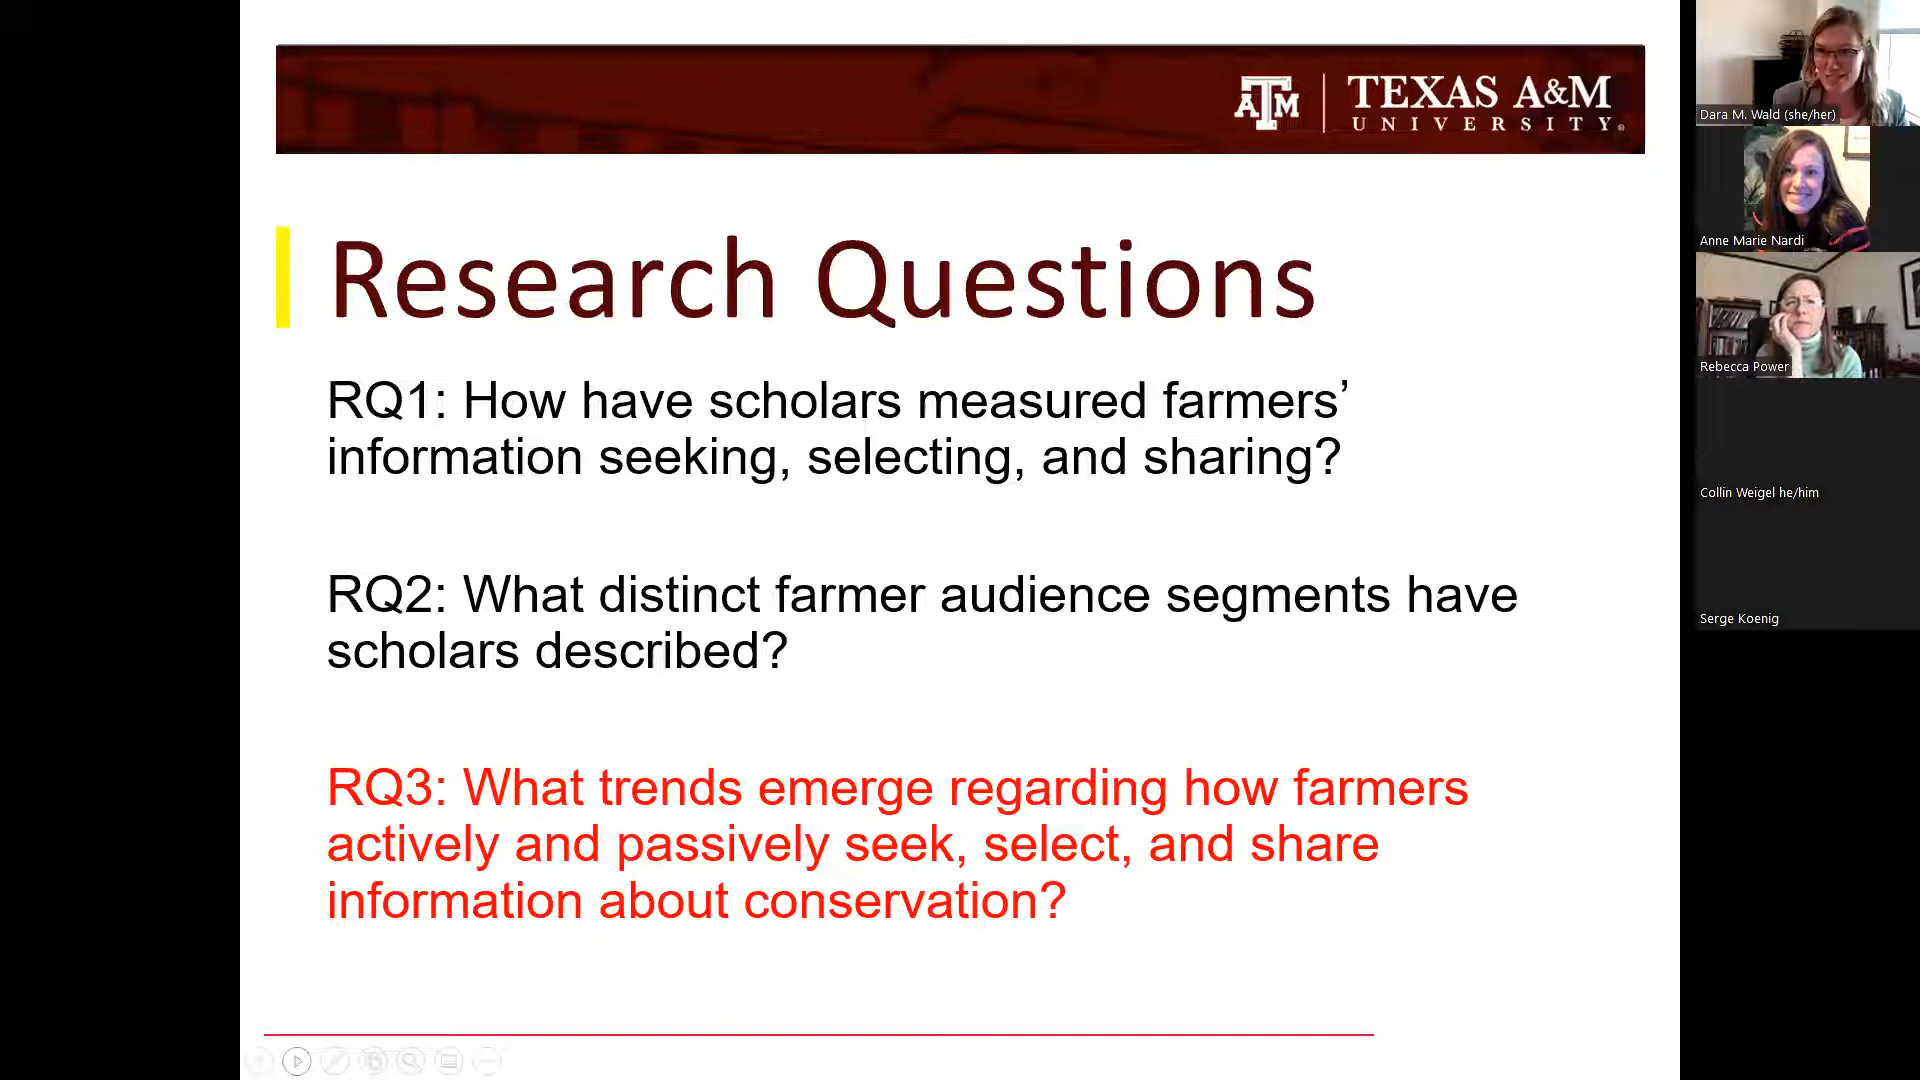 ATM
TEXAS A&M
UNIVERSITY®
Research Questions
RQ1: How have scholars measured farmers’
information seeking, selecting, and sharing?
RQ2: What distinct farmer audience segments have
scholars described?
RQ3: What trends emerge regarding how farmers
actively and passively seek, select, and share
information about conservation?
Dara M. Wald (she/her)
Anne Marie Nardi
Rebecca Power
Collin Weigel he/him
Serge Koenig